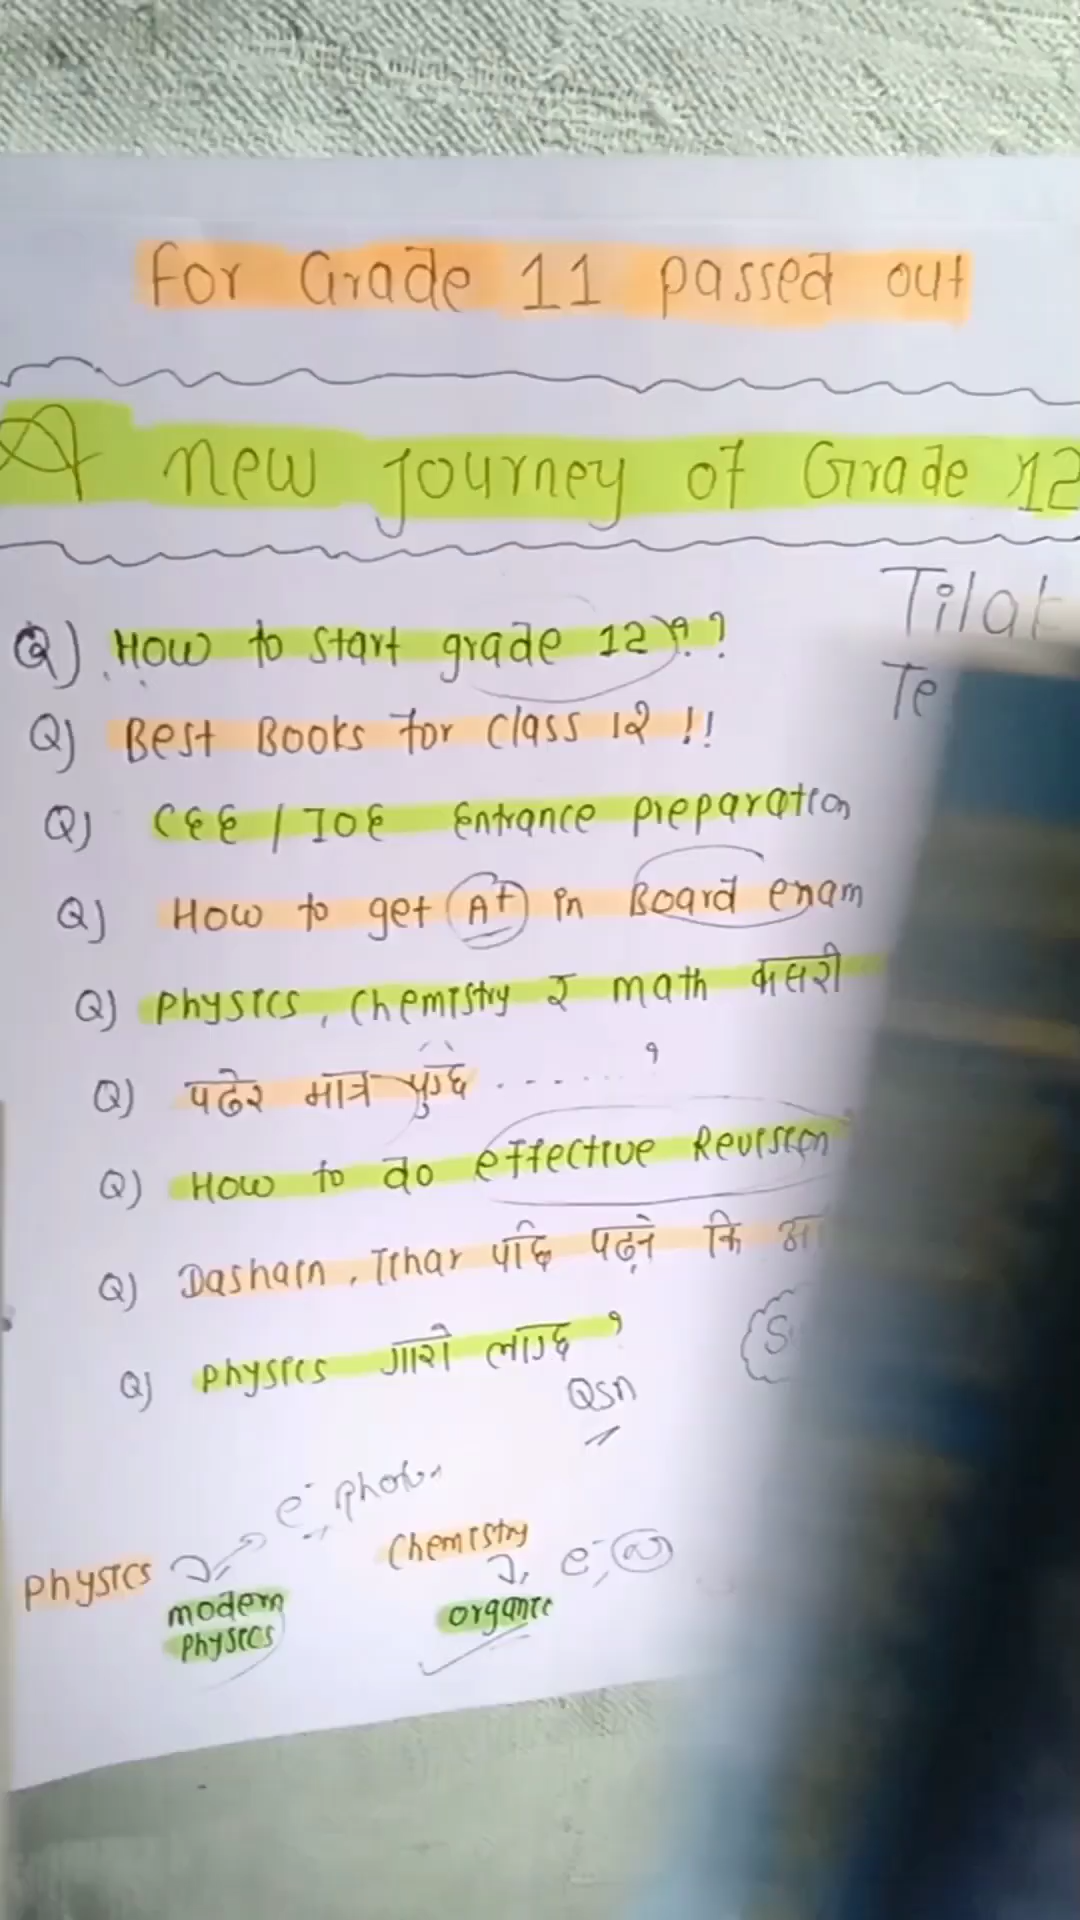 For Grade 11 passed out
A new journey of Grade 12
Tilak
Te
Q) How to start grade 12 ??
Q) Best Books for class 12 !!
Q) CEE / IOE Entrance preparation
Q) How to get A+ in Board exam
Q) Physics, Chemistry र math कसरी
Q) पढेर मात्र पुग्छ .......?
Q) How to do effective Revision
Q) Dashain, Tihar पछि पढ्ने कि
Q) Physics गारो लाग्छ ?
QSN
e⁻, photon
Physics
modern
physics
Chemistry
e⁻,
organic